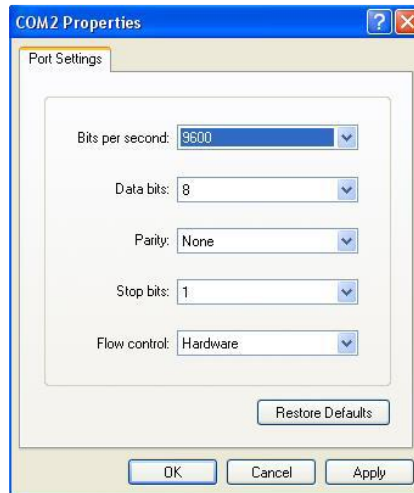 COM2 Properties
Port Settings
Bits per second: 9600
Data bits: 8
Parity: None
Stop bits: 1
Flow control: Hardware
Restore Defaults
OK Cancel Apply